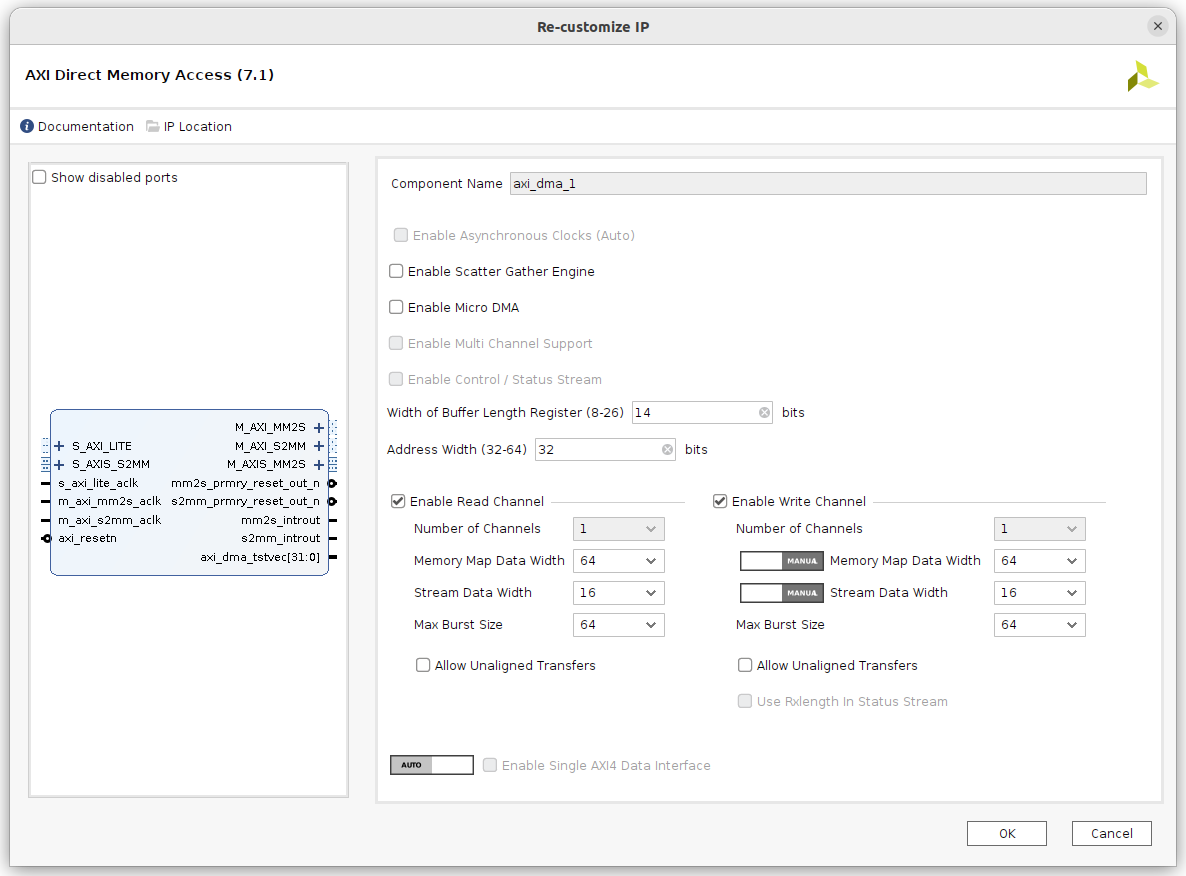 Re-customize IP
AXI Direct Memory Access (7.1)
Documentation IP Location
Show disabled ports
M_AXI_MM2S
S_AXI_LITE M_AXI_S2MM
S_AXIS_S2MM M_AXIS_MM2S
s_axi_lite_aclk mm2s_prmry_reset_out_n
m_axi_mm2s_aclk s2mm_prmry_reset_out_n
m_axi_s2mm_aclk mm2s_introut
axi_resetn s2mm_introut
axi_dma_tstvec[31:0]
Component Name axi_dma_1
Enable Asynchronous Clocks (Auto)
Enable Scatter Gather Engine
Enable Micro DMA
Enable Multi Channel Support
Enable Control / Status Stream
Width of Buffer Length Register (8-26) 14 bits
Address Width (32-64) 32 bits
Enable Read Channel
Number of Channels 1
Memory Map Data Width 64
Stream Data Width 16
Max Burst Size 64
Allow Unaligned Transfers
Enable Write Channel
Number of Channels 1
MANUAL Memory Map Data Width 64
MANUAL Stream Data Width 16
Max Burst Size 64
Allow Unaligned Transfers
Use Rxlength In Status Stream
AUTO Enable Single AXI4 Data Interface
OK Cancel